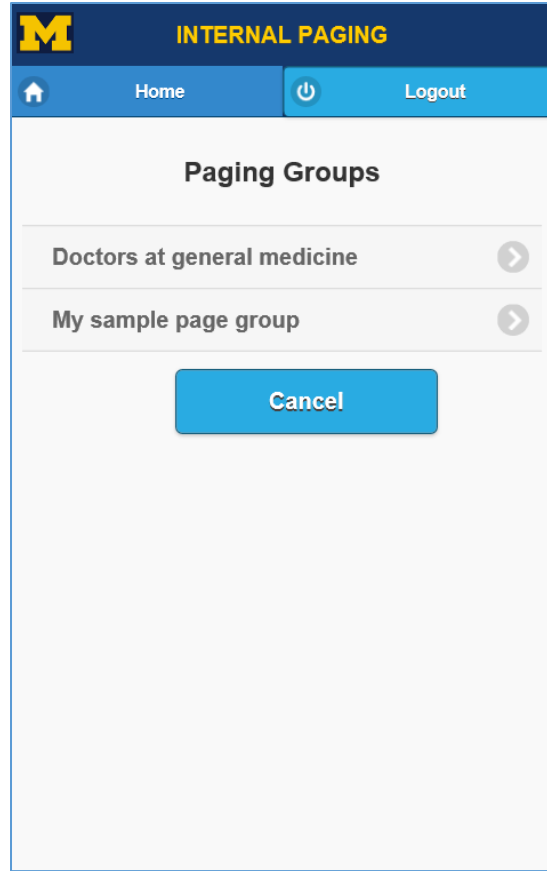 M INTERNAL PAGING
Home Logout
Paging Groups
Doctors at general medicine
My sample page group
Cancel